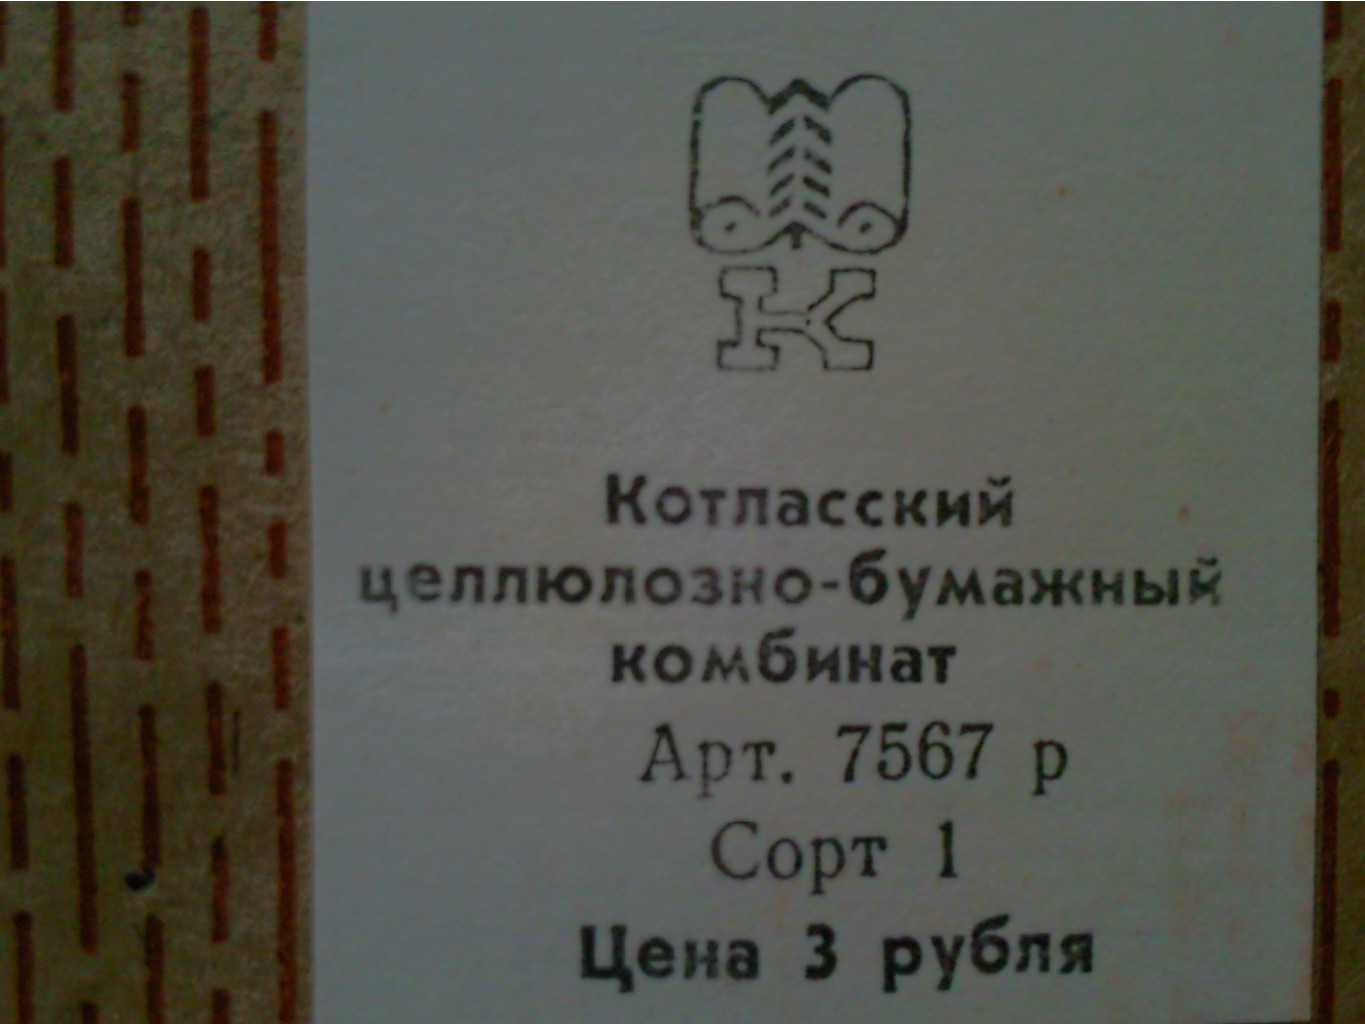 К
Котласский
целлюлозно-бумажный
комбинат
Арт. 7567 р
Сорт 1
Цена 3 рубля